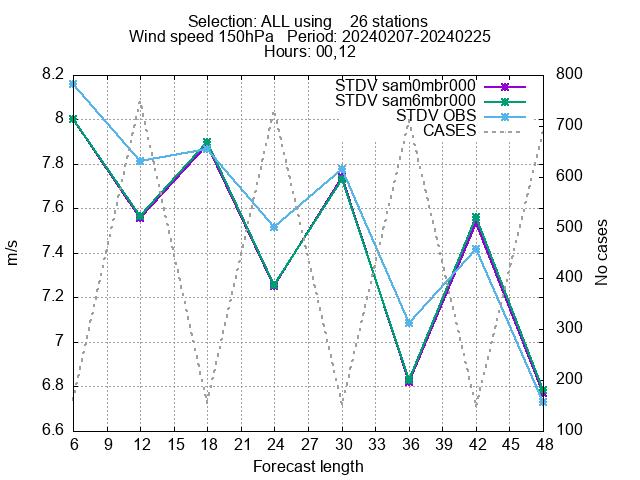 Selection: ALL using 26 stations
Wind speed 150hPa Period: 20240207-20240225
Hours: 00,12
8.2
8
7.8
7.6
7.4
7.2
7
6.8
6.6
m/s
STDV sam0mbr000
STDV sam6mbr000
STDV OBS
CASES
800
700
600
500
400
300
200
100
No cases
6 9 12 15 18 21 24 27 30 33 36 39 42 45 48
Forecast length